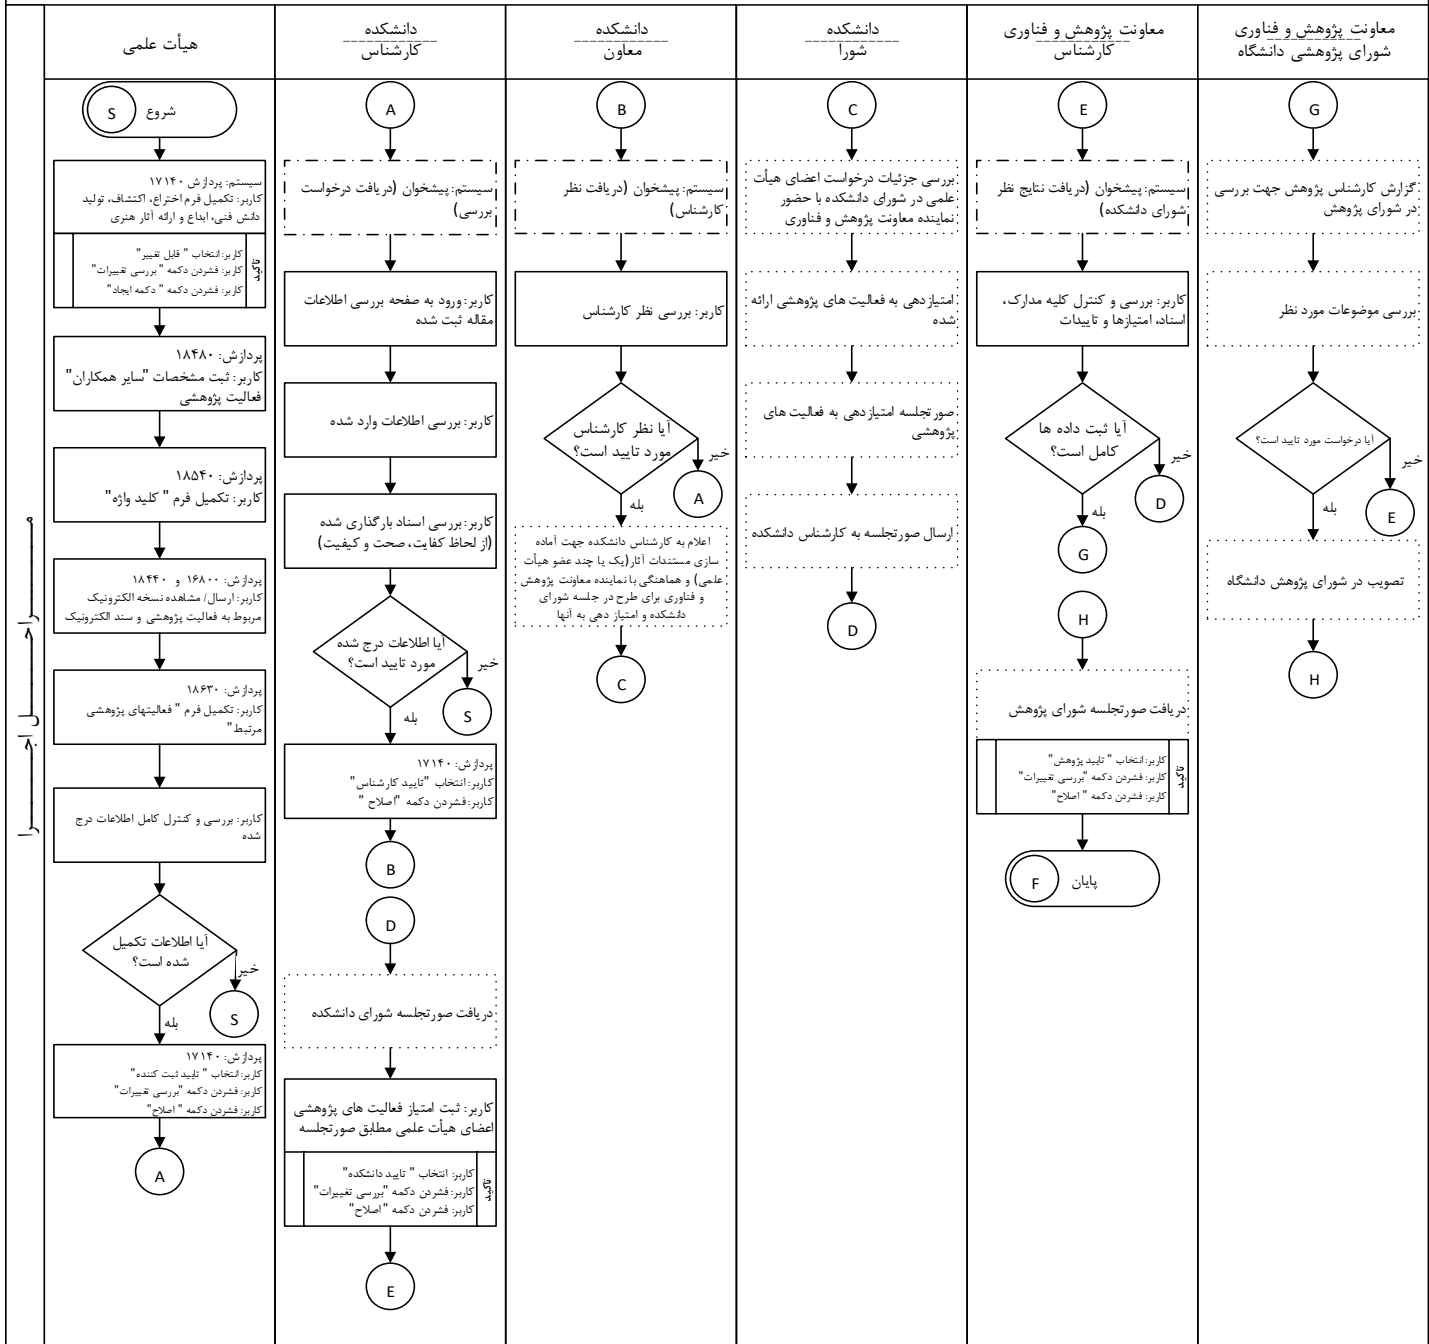 هیأت علمی
دانشکده
کارشناس
دانشکده
معاون
دانشکده
شورا
معاونت پژوهش و فناوری
کارشناس
معاونت پژوهش و فناوری
شورای پژوهشی دانشگاه
مراحل اجرا
شروع
S
سیستم: پردازش ۱۷۱۴۰
کاربر: تکمیل فرم اختراع، اکتشاف، تولید
دانش فنی، ابداع و ارائه آثار هنری
تاکید
کاربر: انتخاب " قابل تغییر"
کاربر: فشردن دکمه " بررسی تغییرات"
کاربر: فشردن دکمه " دکمه ایجاد"
پردازش: ۱۸۴۸۰
کاربر: ثبت مشخصات "سایر همکاران"
فعالیت پژوهشی
پردازش: ۱۸۵۴۰
کاربر: تکمیل فرم " کلید واژه"
پردازش: ۱۶۸۰۰ و ۱۸۴۴۰
کاربر: ارسال/ مشاهده نسخه الکترونیک
مربوط به فعالیت پژوهشی و سند الکترونیک
پردازش: ۱۸۶۳۰
کاربر: تکمیل فرم " فعالیتهای پژوهشی
مرتبط"
کاربر: بررسی و کنترل کامل اطلاعات درج
شده
آیا اطلاعات تکمیل
شده است؟
خیر
S
بله
پردازش: ۱۷۱۴۰
کاربر: انتخاب " تایید ثبت کننده"
کاربر: فشردن دکمه "بررسی تغییرات"
کاربر: فشردن دکمه " اصلاح"
A
A
سیستم: پیشخوان (دریافت درخواست
بررسی)
کاربر: ورود به صفحه بررسی اطلاعات
مقاله ثبت شده
کاربر: بررسی اطلاعات وارد شده
کاربر: بررسی اسناد بارگذاری شده
(از لحاظ کفایت، صحت و کیفیت)
آیا اطلاعات درج شده
مورد تایید است؟
خیر
S
بله
پردازش: ۱۷۱۴۰
کاربر: انتخاب "تایید کارشناس"
کاربر: فشردن دکمه "اصلاح "
B
D
دریافت صورتجلسه شورای دانشکده
کاربر: ثبت امتیاز فعالیت های پژوهشی
اعضای هیأت علمی مطابق صورتجلسه
تاکید
کاربر: انتخاب " تایید دانشکده"
کاربر: فشردن دکمه "بررسی تغییرات"
کاربر: فشردن دکمه "اصلاح"
E
B
سیستم: پیشخوان (دریافت نظر
کارشناس)
کاربر: بررسی نظر کارشناس
آیا نظر کارشناس
مورد تایید است؟
خیر
A
بله
اعلام به کارشناس دانشکده جهت آماده
سازی مستندات آثار(یک یا چند عضو هیأت
علمی) و هماهنگی با نماینده معاونت پژوهش
و فناوری برای طرح در جلسه شورای
دانشکده و امتیاز دهی به آنها
C
C
بررسی جزئیات درخواست اعضای هیأت
علمی در شورای دانشکده با حضور
نماینده معاونت پژوهش و فناوری
امتیازدهی به فعالیت های پژوهشی ارائه
شده
صورتجلسه امتیازدهی به فعالیت های
پژوهشی
ارسال صورتجلسه به کارشناس دانشکده
D
E
سیستم: پیشخوان (دریافت نتایج نظر
شورای دانشکده)
کاربر: بررسی و کنترل کلیه مدارک،
اسناد، امتیازها و تاییدات
آیا ثبت داده ها
کامل است؟
خیر
D
بله
G
H
دریافت صورتجلسه شورای پژوهش
تاکید
کاربر: انتخاب " تایید پژوهش"
کاربر: فشردن دکمه "بررسی تغییرات"
کاربر: فشردن دکمه " اصلاح"
پایان
F
G
گزارش کارشناس پژوهش جهت بررسی
در شورای پژوهش
بررسی موضوعات مورد نظر
آیا درخواست مورد تایید است؟
خیر
E
بله
تصویب در شورای پژوهش دانشگاه
H